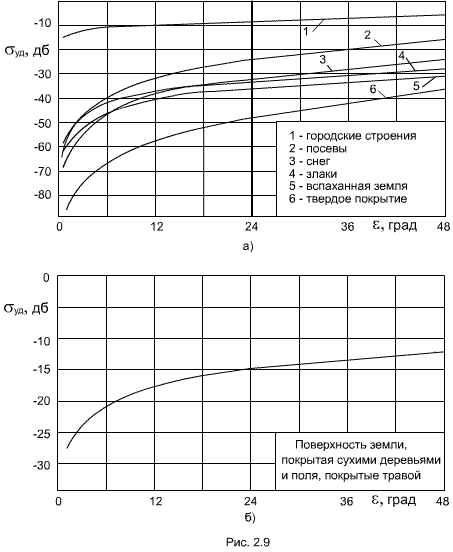 -10
σуд, дб
-30
-40
-50
-60
-70
-80
1
2
3
4
5
6
1 - городские строения
2 - посевы
3 - снег
4 - злаки
5 - вспаханная земля
6 - твердое покрытие
0 12 24 36 ε, град 48
а)
0
σуд, дб
-10
-15
-20
-25
-30
Поверхность земли,
покрытая сухими деревьями
и поля, покрытые травой
0 12 24 36 ε, град 48
б)
Рис. 2.9